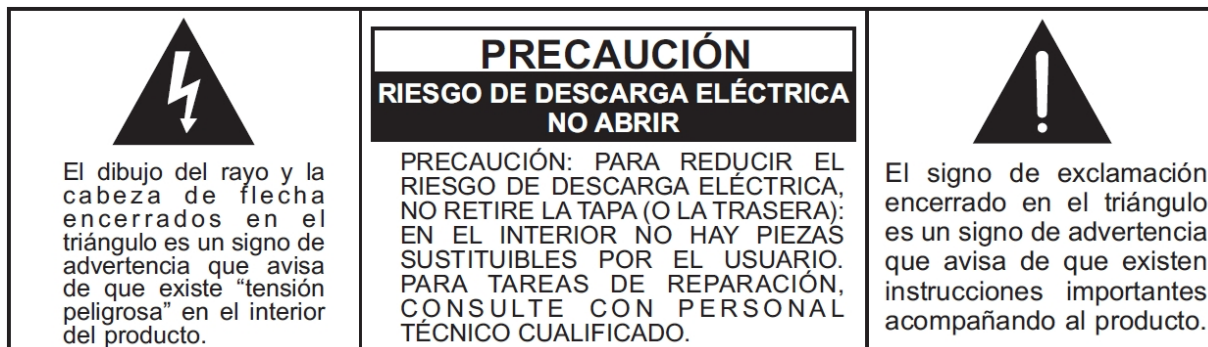 El dibujo del rayo y la
cabeza de flecha
encerrados en el
triángulo es un signo de
advertencia que avisa
de que existe “tensión
peligrosa” en el interior
del producto.
PRECAUCIÓN
RIESGO DE DESCARGA ELÉCTRICA
NO ABRIR
PRECAUCIÓN: PARA REDUCIR EL
RIESGO DE DESCARGA ELÉCTRICA,
NO RETIRE LA TAPA (O LA TRASERA):
EN EL INTERIOR NO HAY PIEZAS
SUSTITUIBLES POR EL USUARIO.
PARA TAREAS DE REPARACIÓN,
CONSULTE CON PERSONAL
TÉCNICO CUALIFICADO.
El signo de exclamación
encerrado en el triángulo
es un signo de advertencia
que avisa de que existen
instrucciones importantes
acompañando al producto.